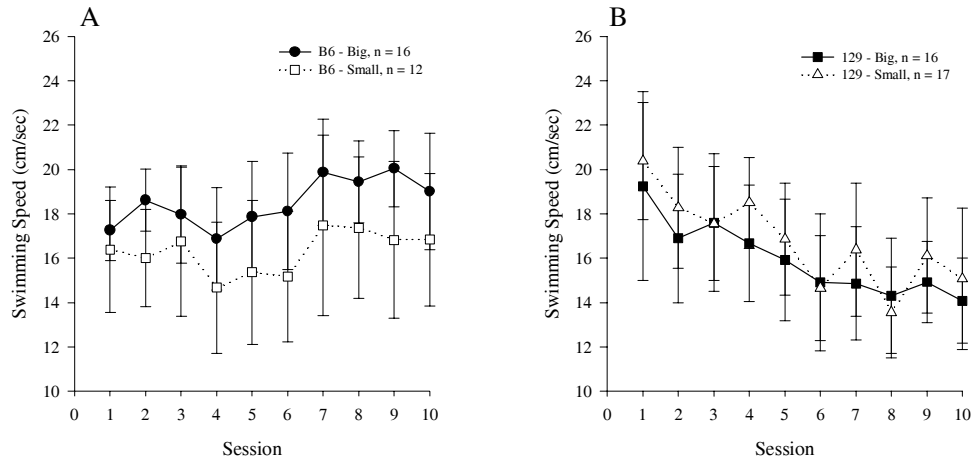 A
B6 - Big, n = 16
B6 - Small, n = 12
Swimming Speed (cm/sec)
26
24
22
20
18
16
14
12
10
0 1 2 3 4 5 6 7 8 9 10
Session
B
129 - Big, n = 16
129 - Small, n = 17
Swimming Speed (cm/sec)
26
24
22
20
18
16
14
12
10
0 1 2 3 4 5 6 7 8 9 10
Session